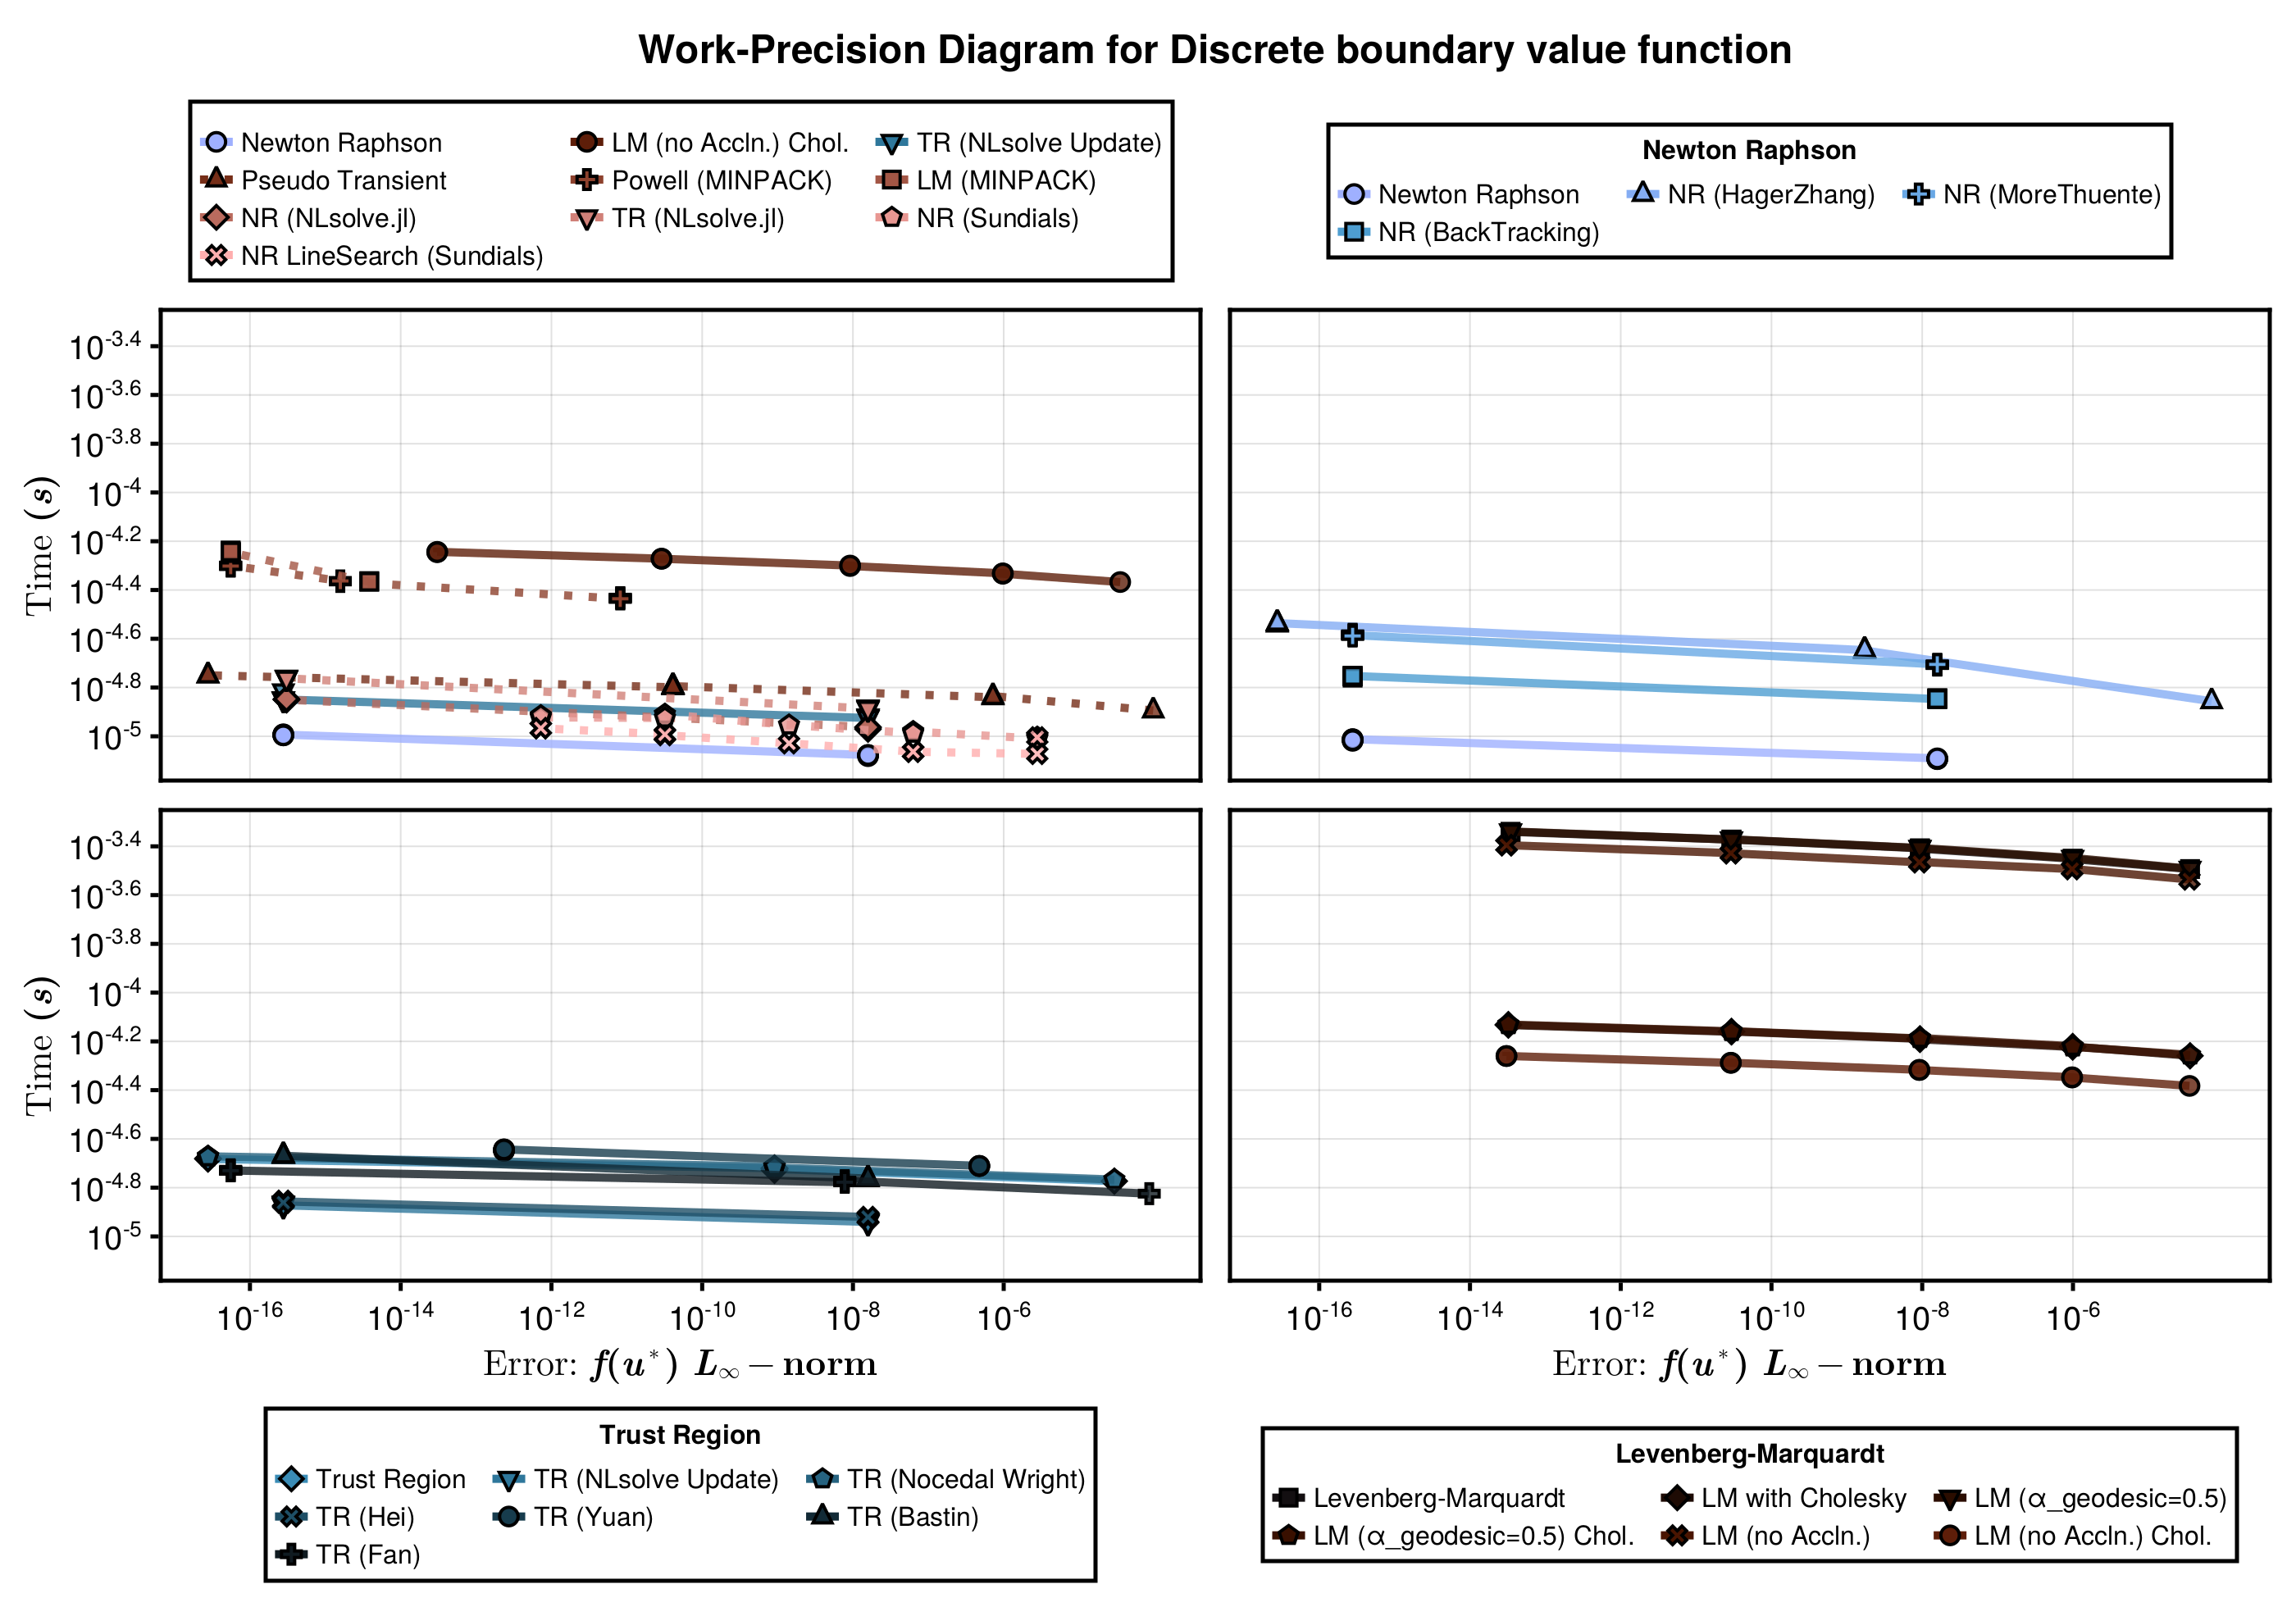 Work-Precision Diagram for Discrete boundary value function
Newton Raphson
LM (no Accln.) Chol.
TR (NLsolve Update)
Pseudo Transient
Powell (MINPACK)
LM (MINPACK)
NR (NLsolve.jl)
TR (NLsolve.jl)
NR (Sundials)
NR LineSearch (Sundials)
Newton Raphson
Newton Raphson
NR (HagerZhang)
NR (MoreThuente)
NR (BackTracking)
Time (s)
10^-3.4
10^-3.6
10^-3.8
10^-4
10^-4.2
10^-4.4
10^-4.6
10^-4.8
10^-5
Time (s)
10^-3.4
10^-3.6
10^-3.8
10^-4
10^-4.2
10^-4.4
10^-4.6
10^-4.8
10^-5
10^-16
10^-14
10^-12
10^-10
10^-8
10^-6
Error: f(u*) L∞ − norm
10^-16
10^-14
10^-12
10^-10
10^-8
10^-6
Error: f(u*) L∞ − norm
Trust Region
Trust Region
TR (NLsolve Update)
TR (Nocedal Wright)
TR (Hei)
TR (Yuan)
TR (Bastin)
TR (Fan)
Levenberg-Marquardt
Levenberg-Marquardt
LM with Cholesky
LM (α_geodesic=0.5)
LM (α_geodesic=0.5) Chol.
LM (no Accln.)
LM (no Accln.) Chol.